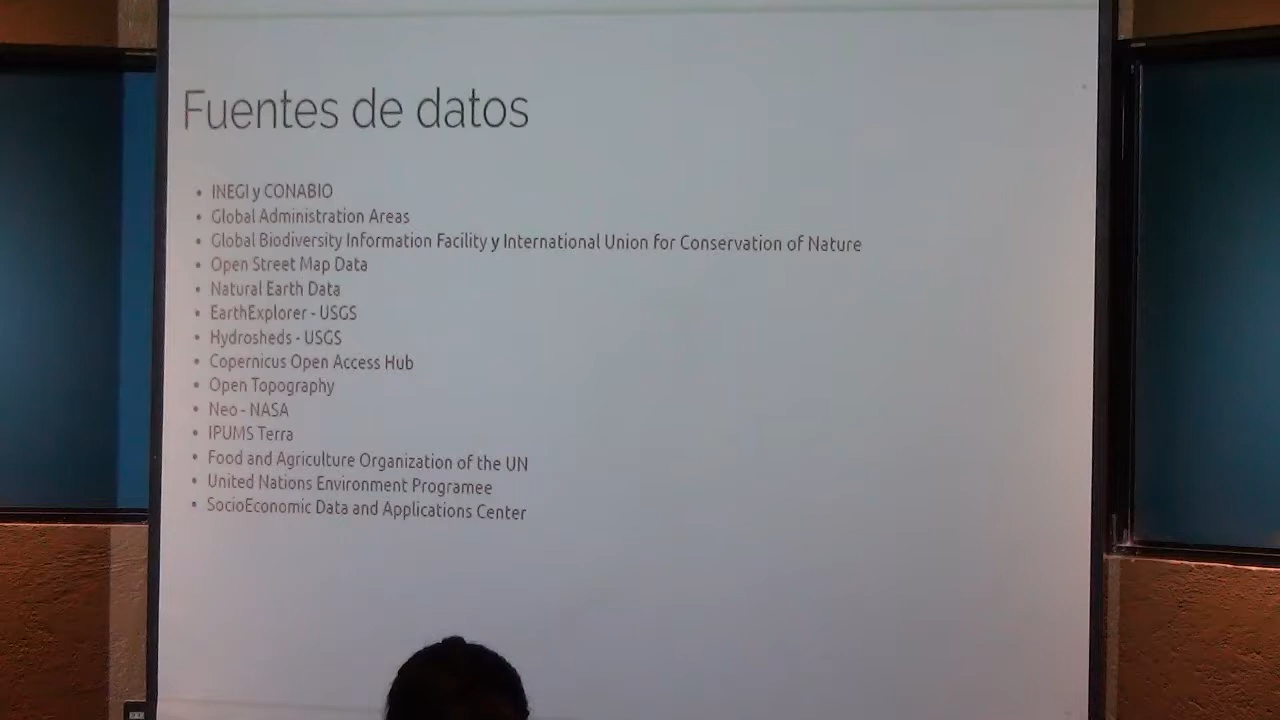 Fuentes de datos
• INEGI y CONABIO
• Global Administration Areas
• Global Biodiversity Information Facility y International Union for Conservation of Nature
• Open Street Map Data
• Natural Earth Data
• EarthExplorer - USGS
• Hydrosheds - USGS
• Copernicus Open Access Hub
• Open Topography
• Neo - NASA
• IPUMS Terra
• Food and Agriculture Organization of the UN
• United Nations Environment Programee
• SocioEconomic Data and Applications Center